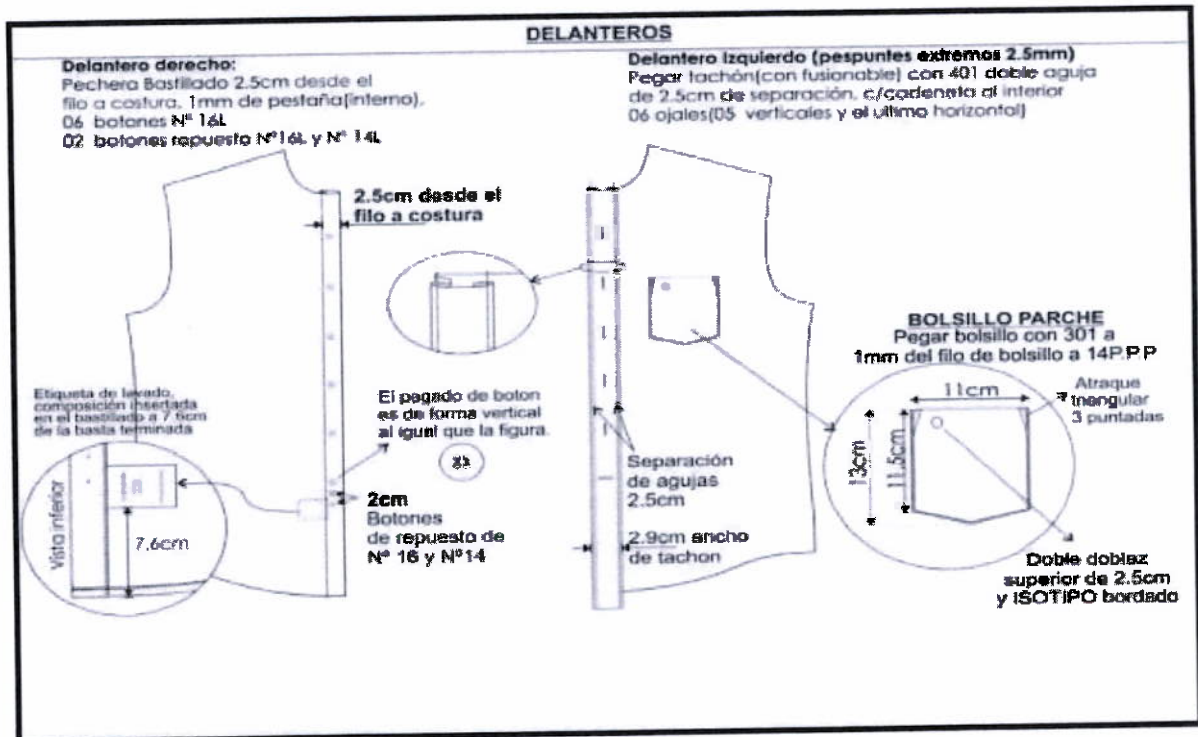 DELANTEROS
Delantero derecho:
Pechera Bastillado 2.5cm desde el
filo a costura, 1mm de pestaña(interno),
06 botones Nº 16L
02 botones repuesto Nº16L y Nº 14L
Delantero Izquierdo (pespuntes extremos 2.5mm)
Pegar tachón(con fusionable) con 401 doble aguja
de 2.5cm de separación, c/cadeneta al interior
06 ojales(05 verticales y el ultimo horizontal)
2.5cm desde el
filo a costura
BOLSILLO PARCHE
Pegar bolsillo con 301 a
1mm del filo de bolsillo a 14P.P.P
11cm
Atraque
triangular
3 puntadas
13cm
11.5cm
Doble doblez
superior de 2.5cm
y ISOTIPO bordado
Etiqueta de lavado,
composición insertada
en el bastillado a 7.6cm
de la basta terminada
Vista inferior
7.6cm
El pegado de boton
es de forma vertical
al igual que la figura.
2cm
Botones
de repuesto de
Nº 16 y Nº14
Separación
de agujas
2.5cm
2.9cm ancho
de tachon